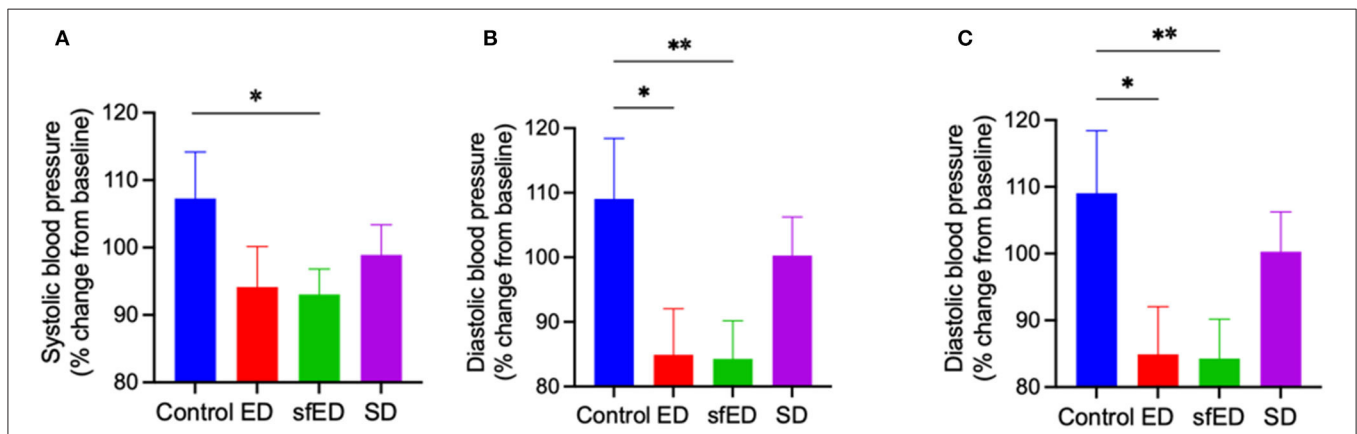 A
Systolic blood pressure
(% change from baseline)
120
110
100
90
80
*
Control ED sfED SD
B
Diastolic blood pressure
(% change from baseline)
120
110
100
90
80
**
*
Control ED sfED SD
C
Diastolic blood pressure
(% change from baseline)
120
110
100
90
80
**
*
Control ED sfED SD